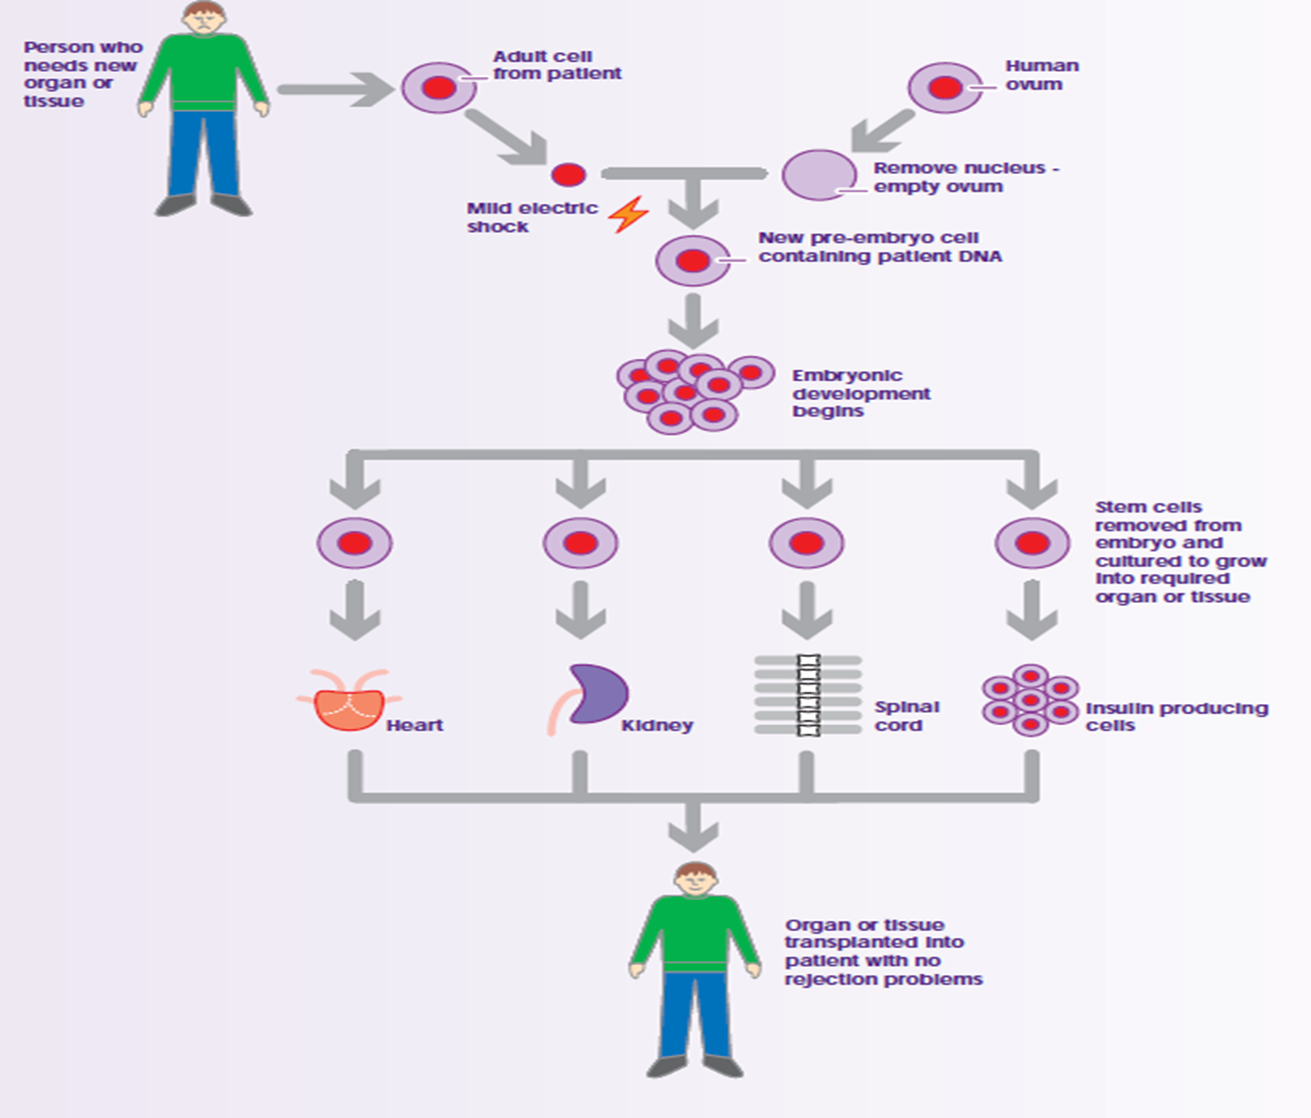 Person who
needs new
organ or
tissue
Adult cell
from patient
Human
ovum
Remove nucleus -
empty ovum
Mild electric
shock
New pre-embryo cell
containing patient DNA
Embryonic
development
begins
Stem cells
removed from
embryo and
cultured to grow
into required
organ or tissue
Heart
Kidney
Spinal
cord
Insulin producing
cells
Organ or tissue
transplanted into
patient with no
rejection problems